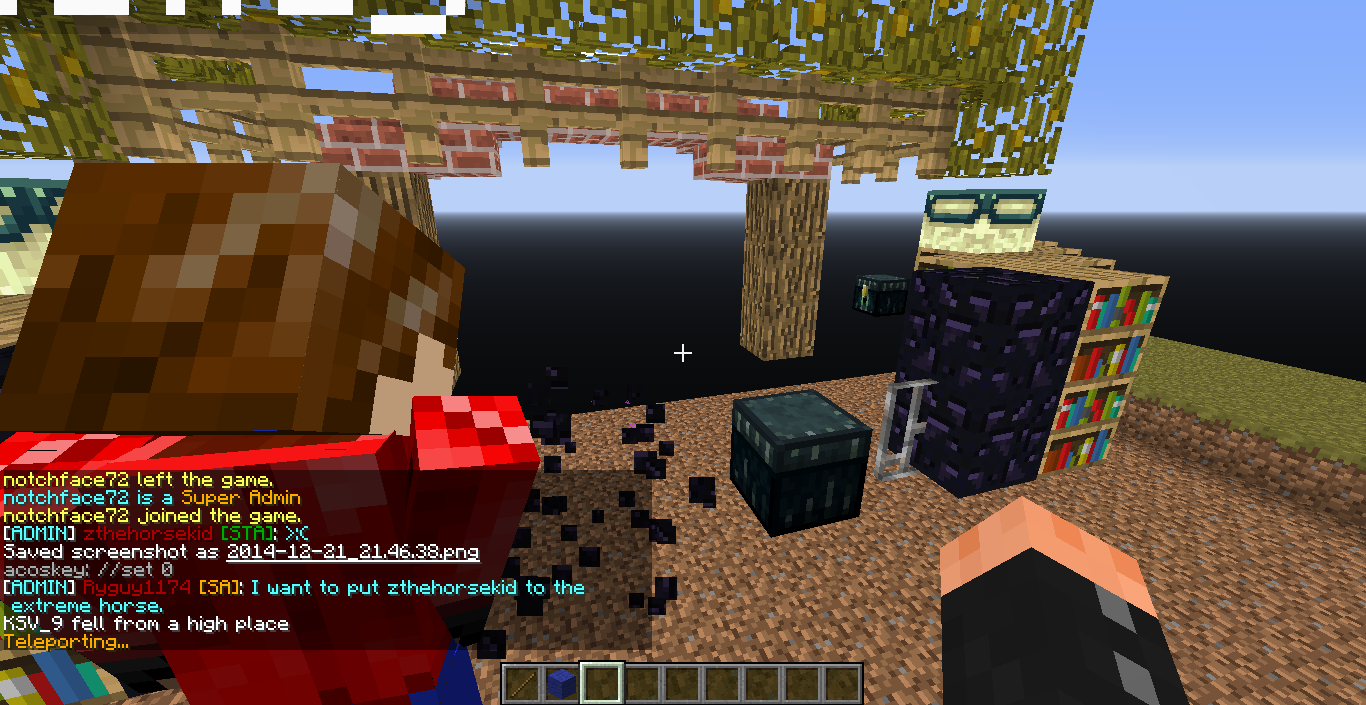 notchface72 left the game.
notchface72 is a Super Admin
notchface72 joined the game.
[ADMIN] zthehorsekid [STA]: X(
Saved screenshot as 2014-12-21_21.46.38.png
acoskey: //set 0
[ADMIN] Ryguy1174 [SA]: I want to put zthehorsekid to the
extreme horse.
KSV_9 fell from a high place
Teleporting...